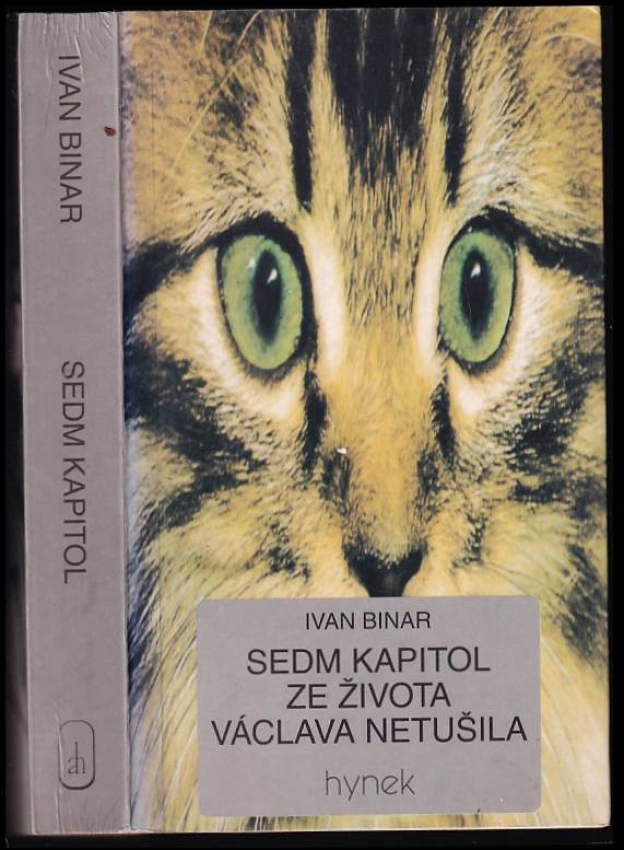 IVAN BINAR
SEDM KAPITOL
IVAN BINAR
SEDM KAPITOL
ZE ŽIVOTA
VÁCLAVA NETUŠILA
hynek